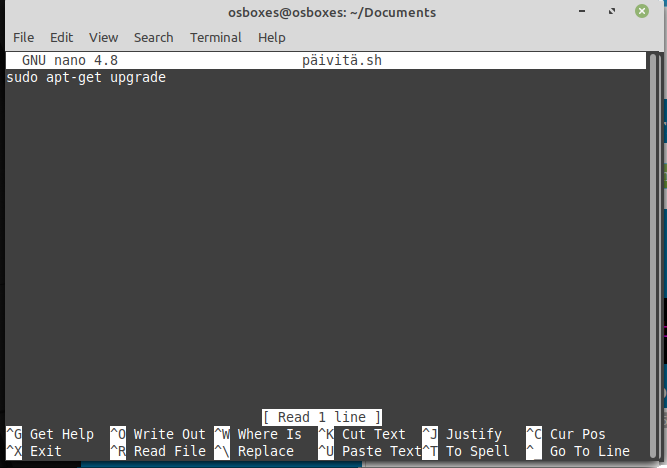 osboxes@osboxes: ~/Documents
File Edit View Search Terminal Help
GNU nano 4.8 päivitä.sh
sudo apt-get upgrade
[ Read 1 line ]
^G Get Help ^O Write Out ^W Where Is ^K Cut Text ^J Justify ^C Cur Pos
^X Exit ^R Read File ^\ Replace ^U Paste Text ^T To Spell ^_ Go To Line